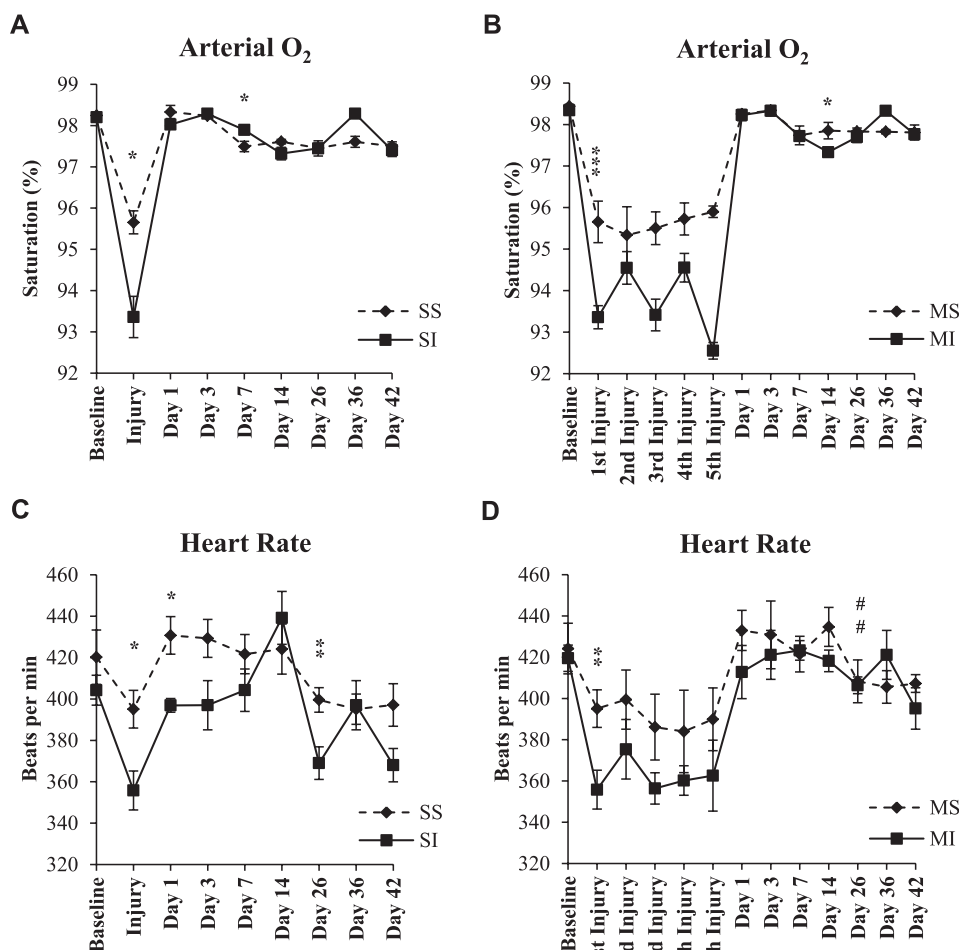 A
Arterial O₂
Saturation (%)
99
98
97
96
95
94
93
92
*
*
SS
SI
Baseline
Injury
Day 1
Day 3
Day 7
Day 14
Day 26
Day 36
Day 42
B
Arterial O₂
Saturation (%)
99
98
97
96
95
94
93
92
***
*
MS
MI
Baseline
1st Injury
2nd Injury
3rd Injury
4th Injury
5th Injury
Day 1
Day 3
Day 7
Day 14
Day 26
Day 36
Day 42
C
Heart Rate
Beats per min
460
440
420
400
380
360
340
320
*
*
**
SS
SI
Baseline
Injury
Day 1
Day 3
Day 7
Day 14
Day 26
Day 36
Day 42
D
Heart Rate
Beats per min
460
440
420
400
380
360
340
320
**
##
MS
MI
Baseline
st Injury
d Injury
d Injury
h Injury
h Injury
Day 1
Day 3
Day 7
Day 14
Day 26
Day 36
Day 42